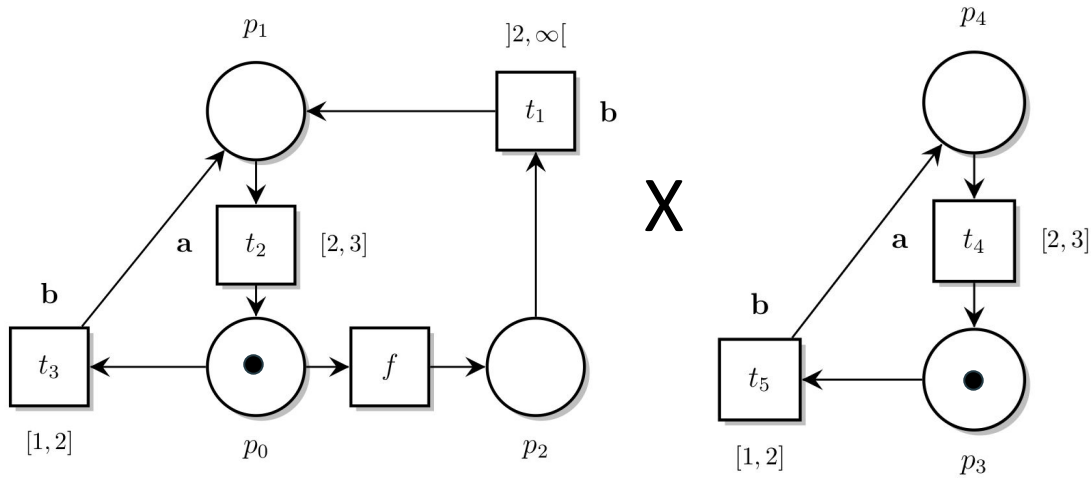 p₁
]2, ∞[
p₄
t₁
b
X
a
t₂
[2, 3]
a
t₄
[2, 3]
b
b
t₃
f
t₅
[1, 2]
p₀
p₂
[1, 2]
p₃